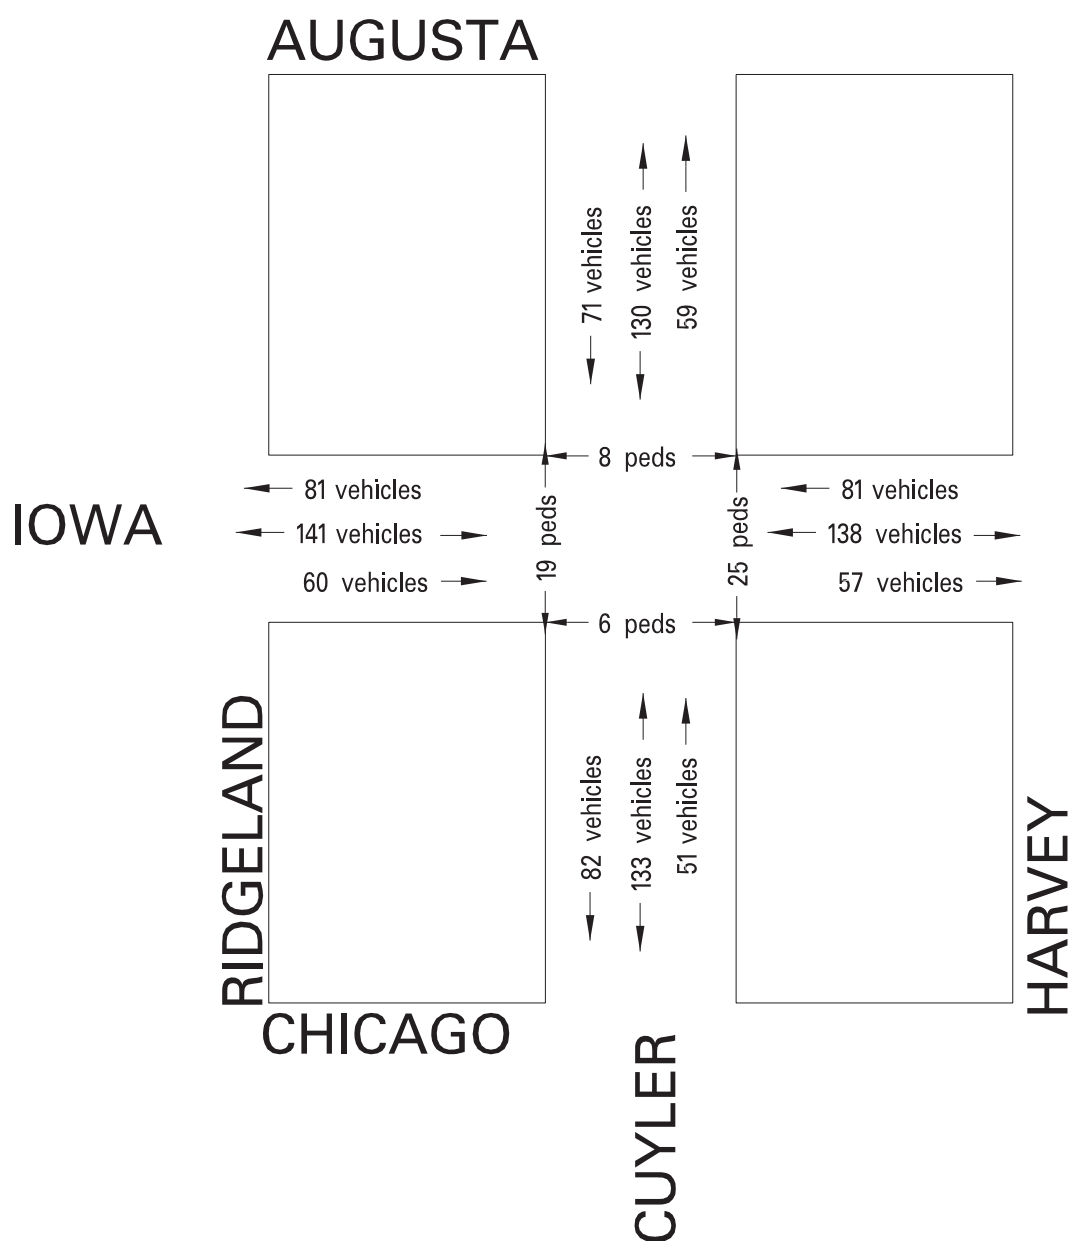 AUGUSTA
71 vehicles
130 vehicles
59 vehicles
8 peds
81 vehicles
81 vehicles
IOWA
141 vehicles
19 peds
25 peds
138 vehicles
60 vehicles
57 vehicles
6 peds
RIDGELAND
82 vehicles
133 vehicles
51 vehicles
HARVEY
CHICAGO
CUYLER